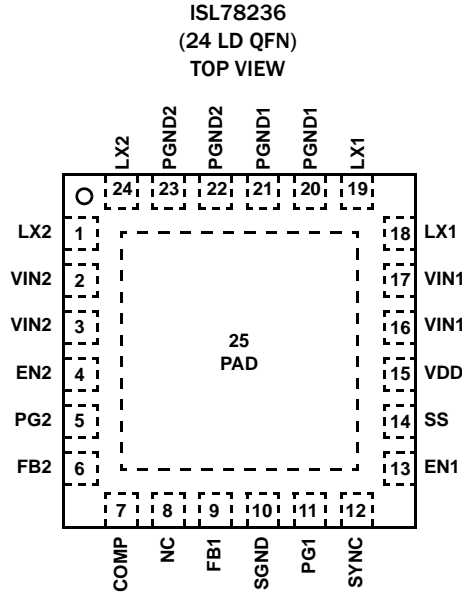 ISL78236
(24 LD QFN)
TOP VIEW
LX2
PGND2
PGND2
PGND1
PGND1
LX1
24
23
22
21
20
19
LX2 1
VIN2 2
VIN2 3
EN2 4
PG2 5
FB2 6
25
PAD
18 LX1
17 VIN1
16 VIN1
15 VDD
14 SS
13 EN1
7
8
9
10
11
12
COMP
NC
FB1
SGND
PG1
SYNC